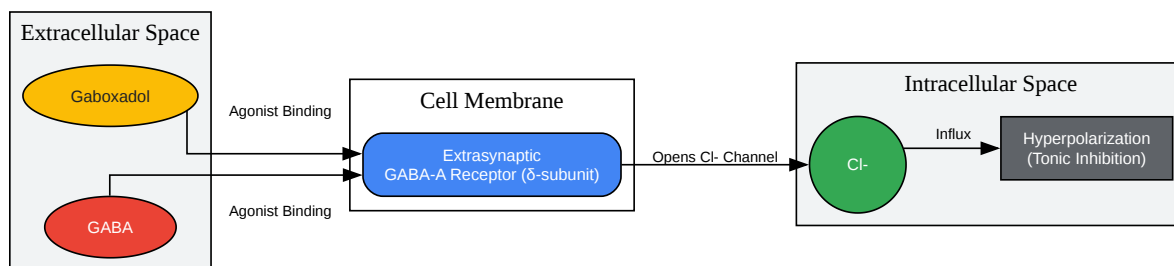 Extracellular Space
Gaboxadol
GABA
Agonist Binding
Agonist Binding
Cell Membrane
Extrasynaptic
GABA-A Receptor (δ-subunit)
Opens Cl- Channel
Intracellular Space
Cl-
Influx
Hyperpolarization
(Tonic Inhibition)